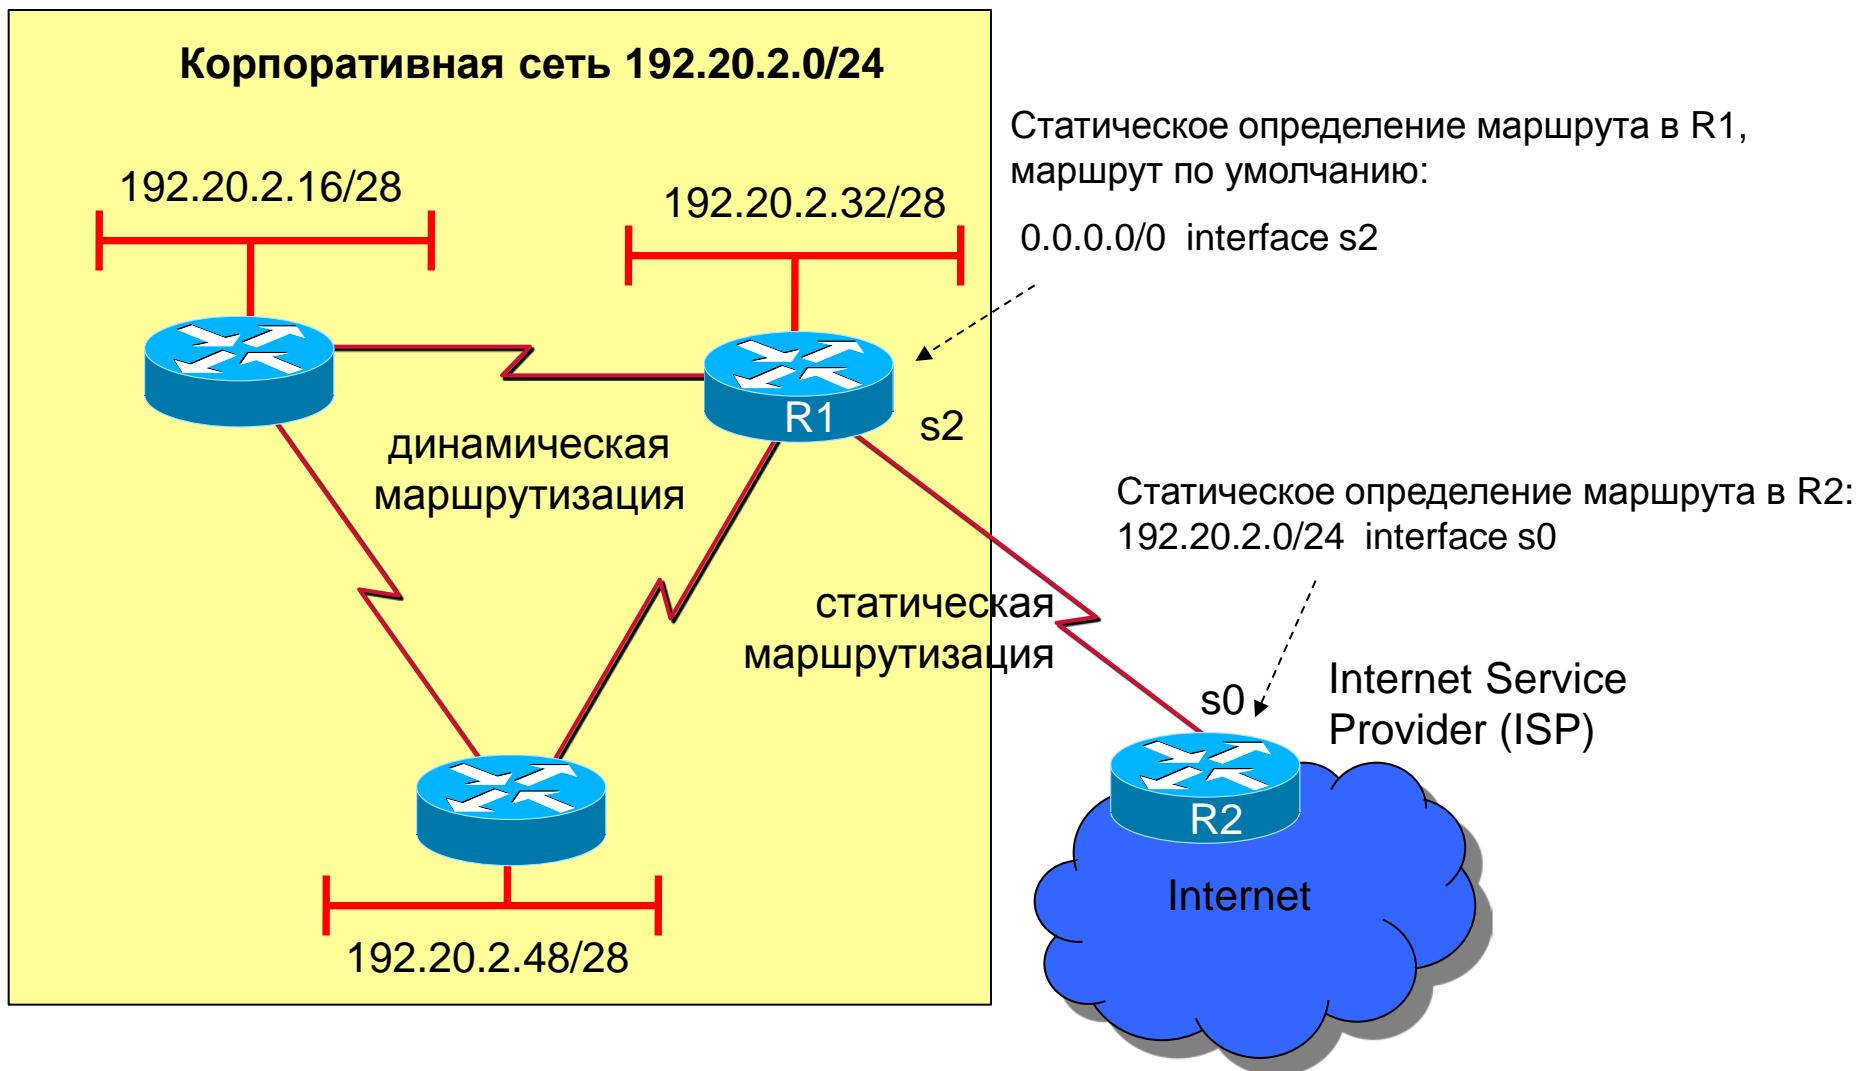 Корпоративная сеть 192.20.2.0/24
Статическое определение маршрута в R1,
маршрут по умолчанию:
0.0.0.0/0 interface s2
192.20.2.16/28
192.20.2.32/28
R1
s2
динамическая
маршрутизация
Статическое определение маршрута в R2:
192.20.2.0/24 interface s0
статическая
маршрутизация
s0
Internet Service
Provider (ISP)
R2
Internet
192.20.2.48/28